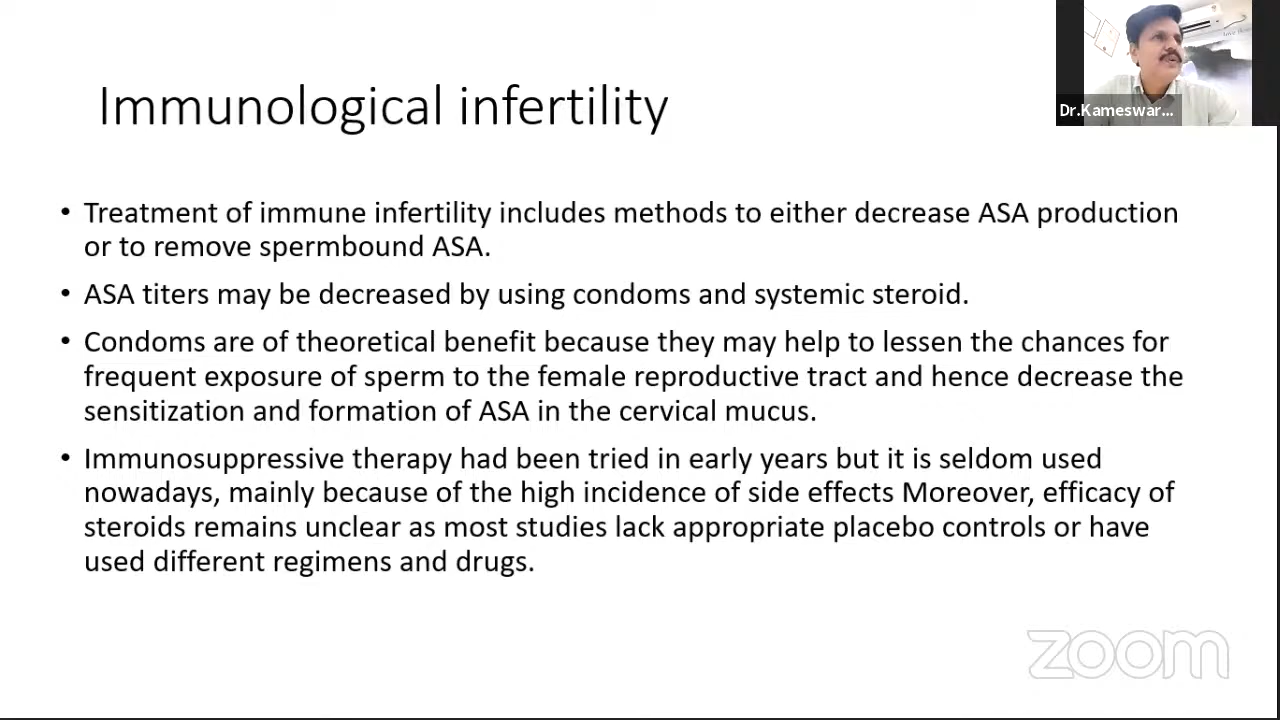 Dr.Kameswar...
Immunological infertility
• Treatment of immune infertility includes methods to either decrease ASA production
or to remove spermbound ASA.
• ASA titers may be decreased by using condoms and systemic steroid.
• Condoms are of theoretical benefit because they may help to lessen the chances for
frequent exposure of sperm to the female reproductive tract and hence decrease the
sensitization and formation of ASA in the cervical mucus.
• Immunosuppressive therapy had been tried in early years but it is seldom used
nowadays, mainly because of the high incidence of side effects Moreover, efficacy of
steroids remains unclear as most studies lack appropriate placebo controls or have
used different regimens and drugs.
zoom